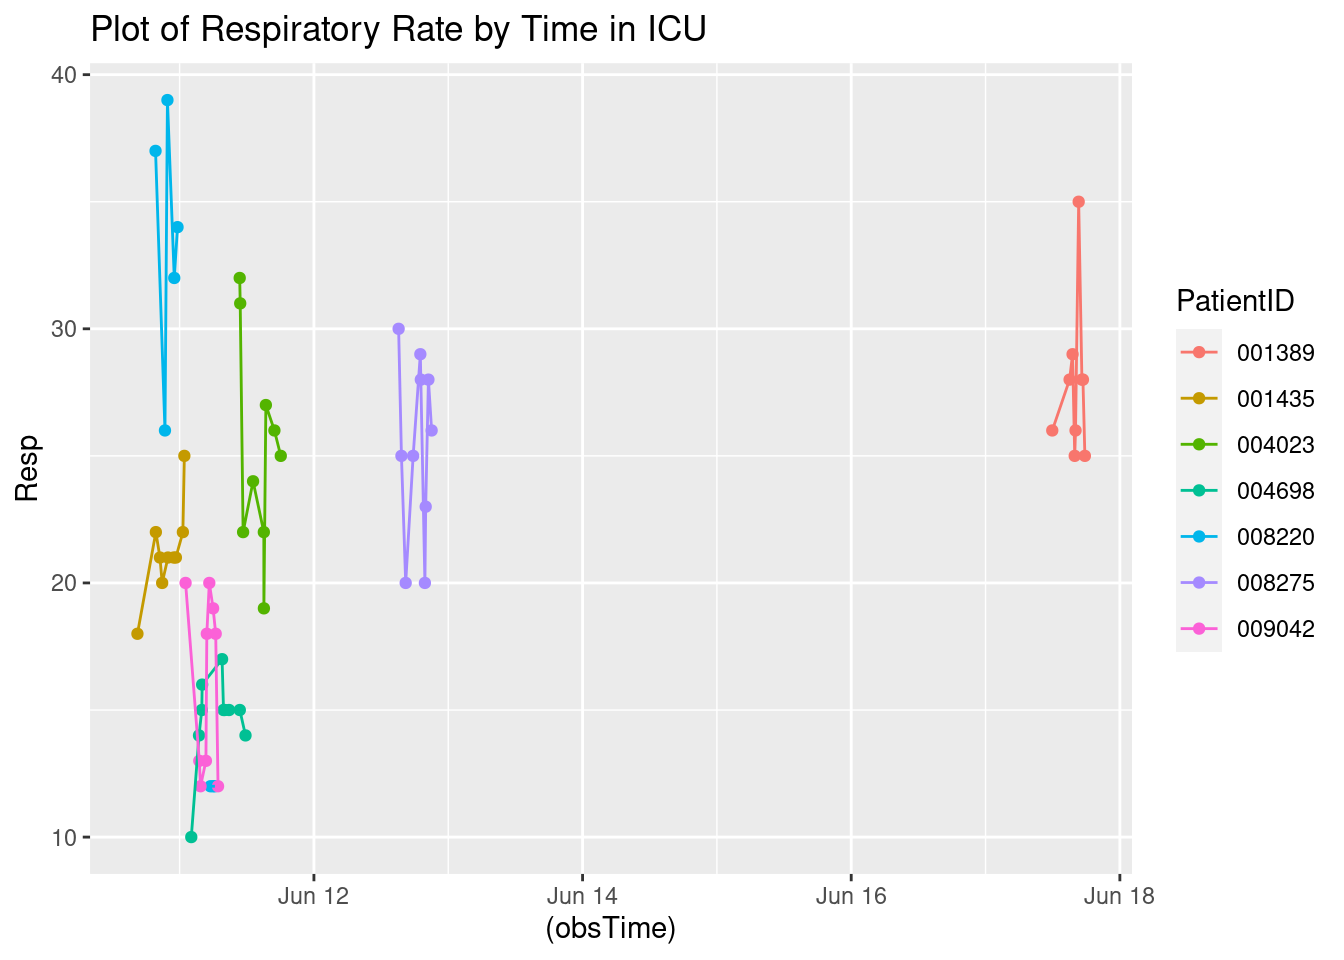 Plot of Respiratory Rate by Time in ICU
40
30
20
10
Resp
Jun 12
Jun 14
Jun 16
Jun 18
(obsTime)
PatientID
001389
001435
004023
004698
008220
008275
009042